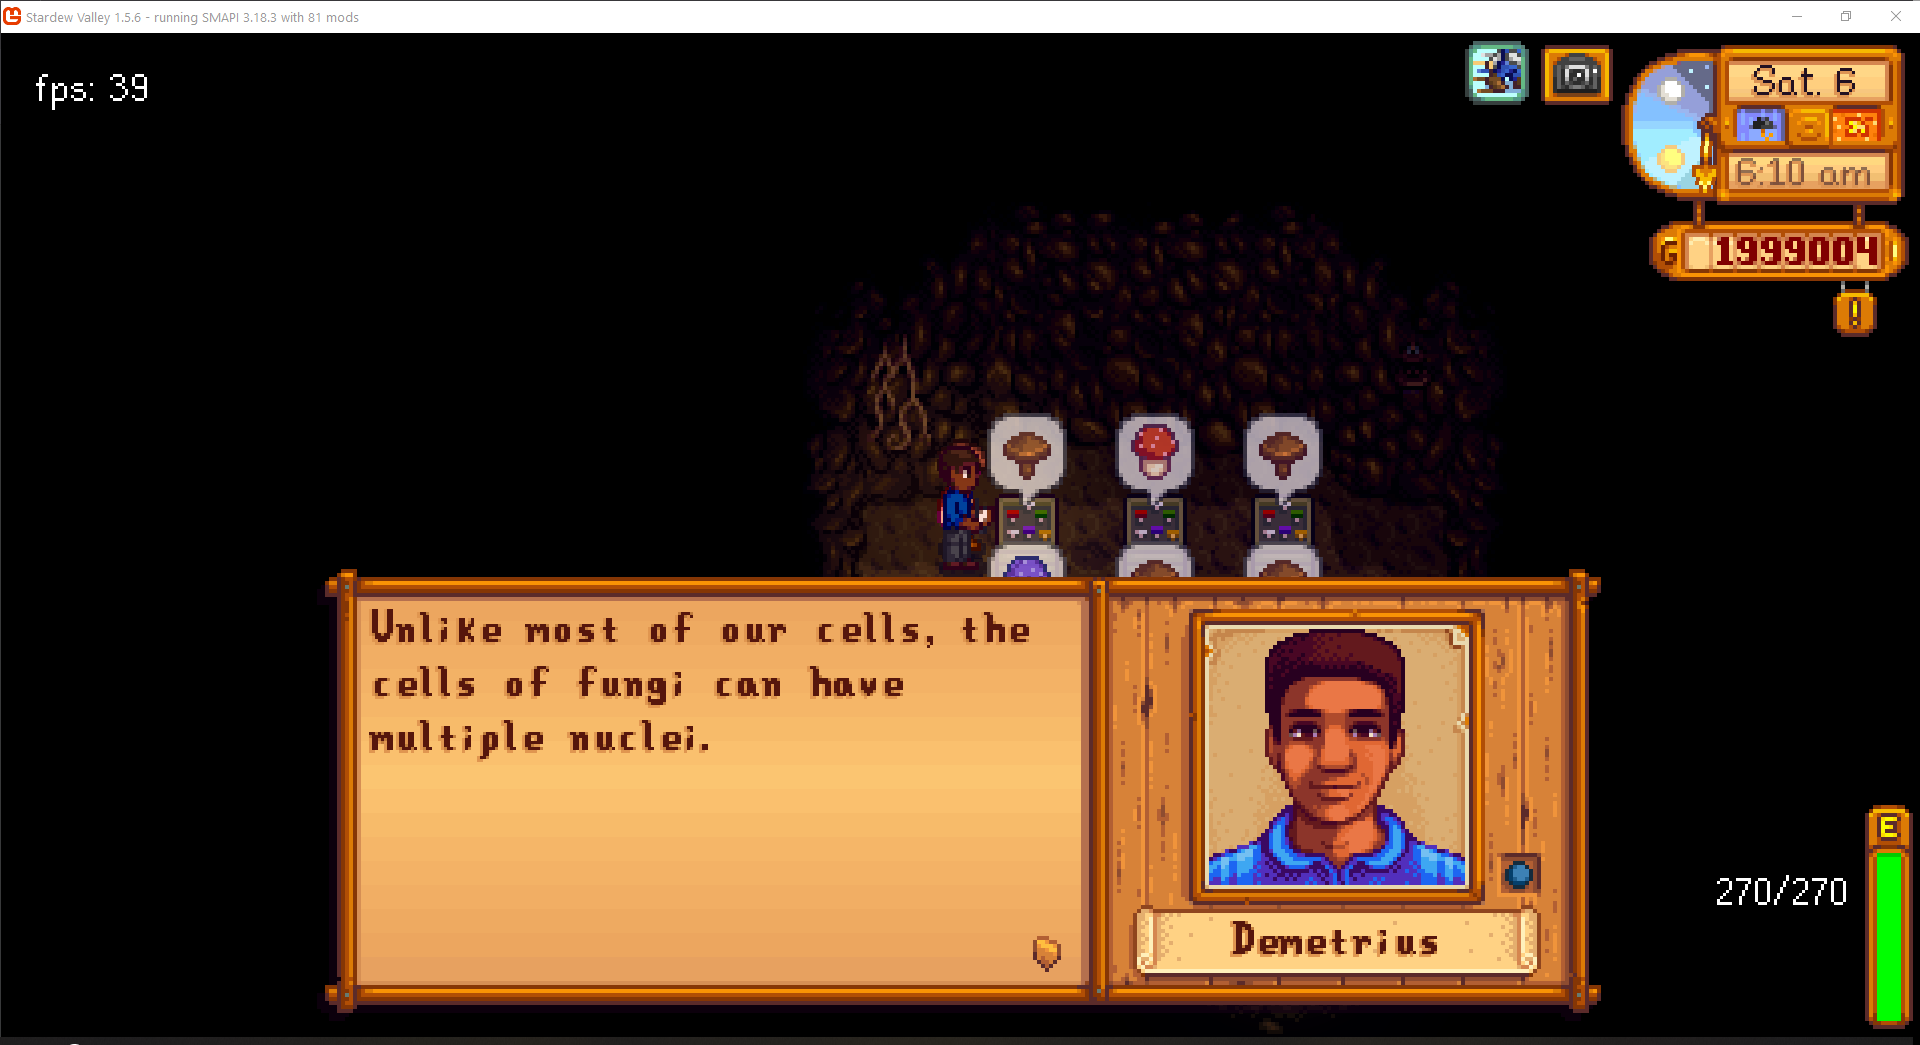 Stardew Valley 1.5.6 - running SMAPI 3.18.3 with 81 mods
fps: 39
Sat. 6
6:10 am
G 1999004
!
Unlike most of our cells, the
cells of fungi can have
multiple nuclei.
Demetrius
E
270/270